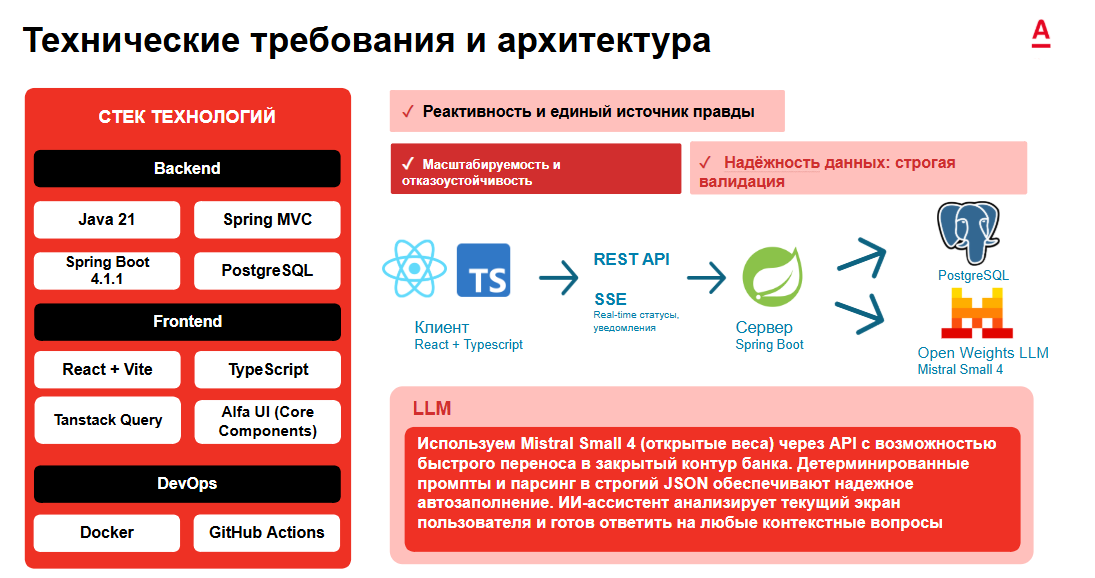 Технические требования и архитектура
A
СТЕК ТЕХНОЛОГИЙ
Backend
Java 21
Spring MVC
Spring Boot
4.1.1
PostgreSQL
Frontend
React + Vite
TypeScript
Tanstack Query
Alfa UI (Core
Components)
DevOps
Docker
GitHub Actions
✓ Реактивность и единый источник правды
✓ Масштабируемость и
отказоустойчивость
✓ Надёжность данных: строгая
валидация
TS
Клиент
React + Typescript
REST API
SSE
Real-time статусы,
уведомления
Сервер
Spring Boot
PostgreSQL
Open Weights LLM
Mistral Small 4
LLM
Используем Mistral Small 4 (открытые веса) через API с возможностью
быстрого переноса в закрытый контур банка. Детерминированные
промпты и парсинг в строгий JSON обеспечивают надежное
автозаполнение. ИИ-ассистент анализирует текущий экран
пользователя и готов ответить на любые контекстные вопросы